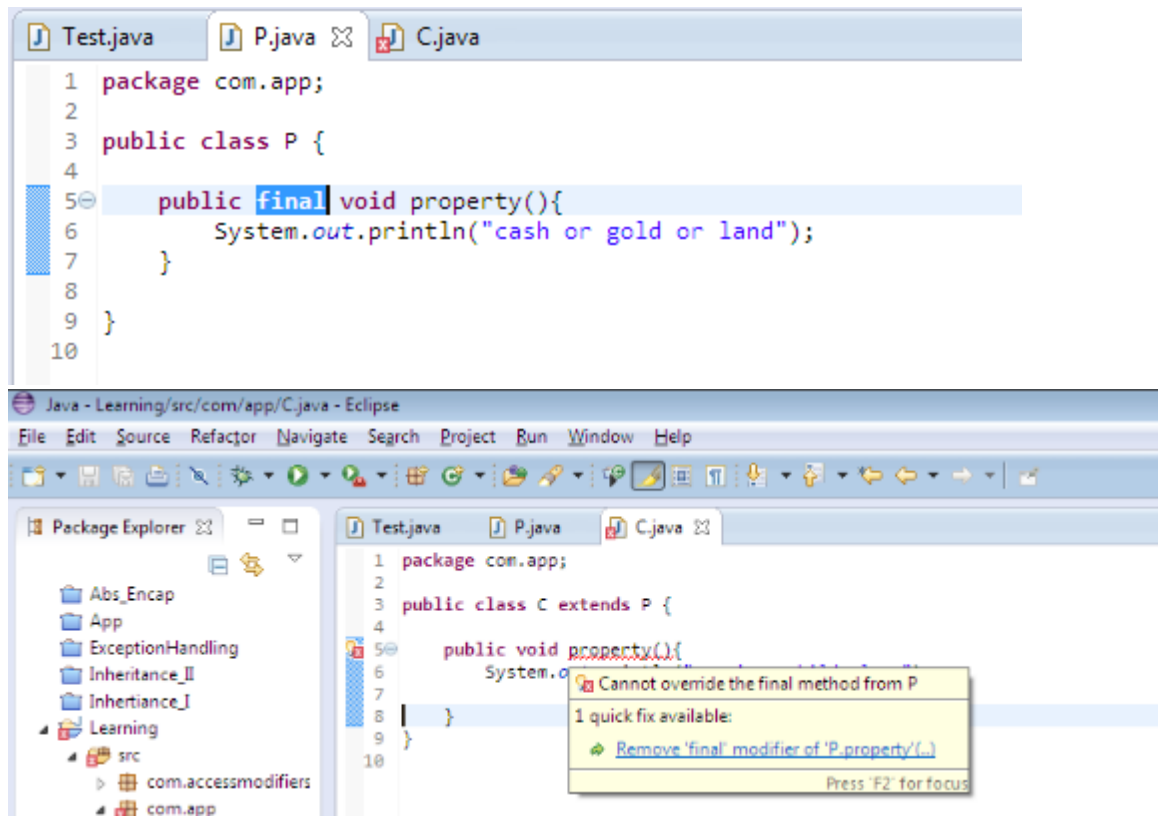 Test.java P.java C.java
1 package com.app;
2
3 public class P {
4
5 public final void property(){
6 System.out.println("cash or gold or land");
7 }
8
9 }
10
Java - Learning/src/com/app/C.java - Eclipse
File Edit Source Refactor Navigate Search Project Run Window Help
Package Explorer
Abs_Encap
App
ExceptionHandling
Inheritance_II
Inhertiance_I
Learning
src
com.accessmodifiers
com.app
Test.java P.java C.java
1 package com.app;
2
3 public class C extends P {
4
5 public void property(){
6 System.o
7
8 }
9 }
10
Cannot override the final method from P
1 quick fix available:
Remove 'final' modifier of 'P.property'(..)
Press 'F2' for focus